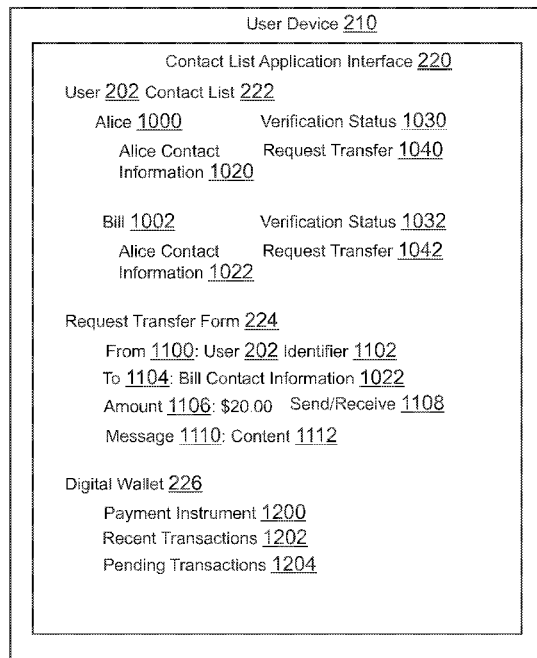 User Device 210
Contact List Application Interface 220
User 202 Contact List 222
Alice 1000 Verification Status 1030
Alice Contact Request Transfer 1040
Information 1020
Bill 1002 Verification Status 1032
Alice Contact Request Transfer 1042
Information 1022
Request Transfer Form 224
From 1100: User 202 Identifier 1102
To 1104: Bill Contact Information 1022
Amount 1106: $20.00 Send/Receive 1108
Message 1110: Content 1112
Digital Wallet 226
Payment Instrument 1200
Recent Transactions 1202
Pending Transactions 1204